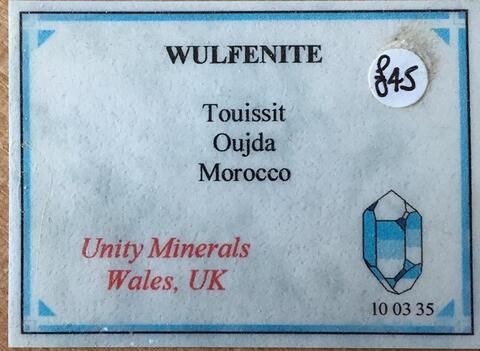 WULFENITE
£45
Touissit
Oujda
Morocco
Unity Minerals
Wales, UK
10 03 35